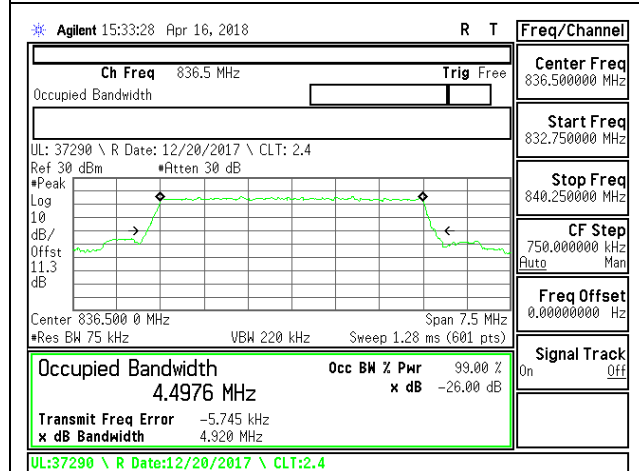 Agilent 15:33:28 Apr 16, 2018 R T
Freq/Channel
Ch Freq 836.5 MHz Trig Free
Occupied Bandwidth
Center Freq
836.500000 MHz
Start Freq
832.750000 MHz
Stop Freq
840.250000 MHz
CF Step
750.000000 kHz
Auto Man
Freq Offset
0.00000000 Hz
Signal Track
On Off
UL: 37290 \ R Date: 12/20/2017 \ CLT: 2.4
Ref 30 dBm #Atten 30 dB
#Peak
Log
10
dB/
Offst
11.3
dB
Center 836.500 0 MHz Span 7.5 MHz
#Res BW 75 kHz VBW 220 kHz Sweep 1.28 ms (601 pts)
Occupied Bandwidth Occ BW % Pwr 99.00 %
4.4976 MHz x dB -26.00 dB
Transmit Freq Error -5.745 kHz
x dB Bandwidth 4.920 MHz
UL:37290 \ R Date:12/20/2017 \ CLT:2.4